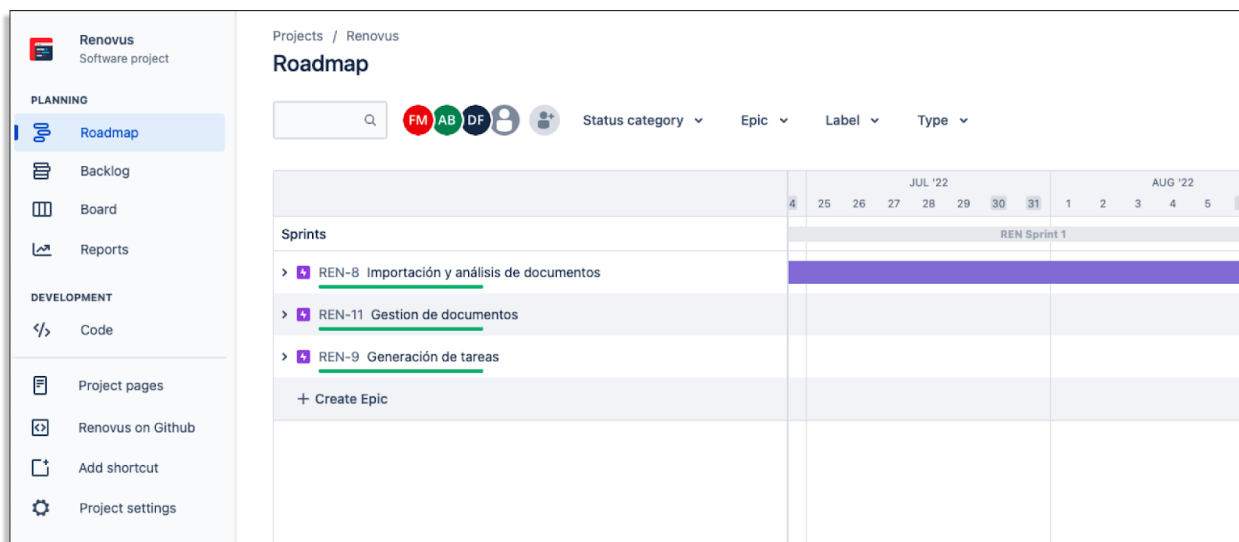 Renovus
Software project
PLANNING
Roadmap
Backlog
Board
Reports
DEVELOPMENT
Code
Project pages
Renovus on Github
Add shortcut
Project settings
Projects / Renovus
Roadmap
FM AB DF Status category Epic Label Type
JUL '22 AUG '22
4 25 26 27 28 29 30 31 1 2 3 4 5
Sprints REN Sprint 1
REN-8 Importación y análisis de documentos
REN-11 Gestion de documentos
REN-9 Generación de tareas
+ Create Epic